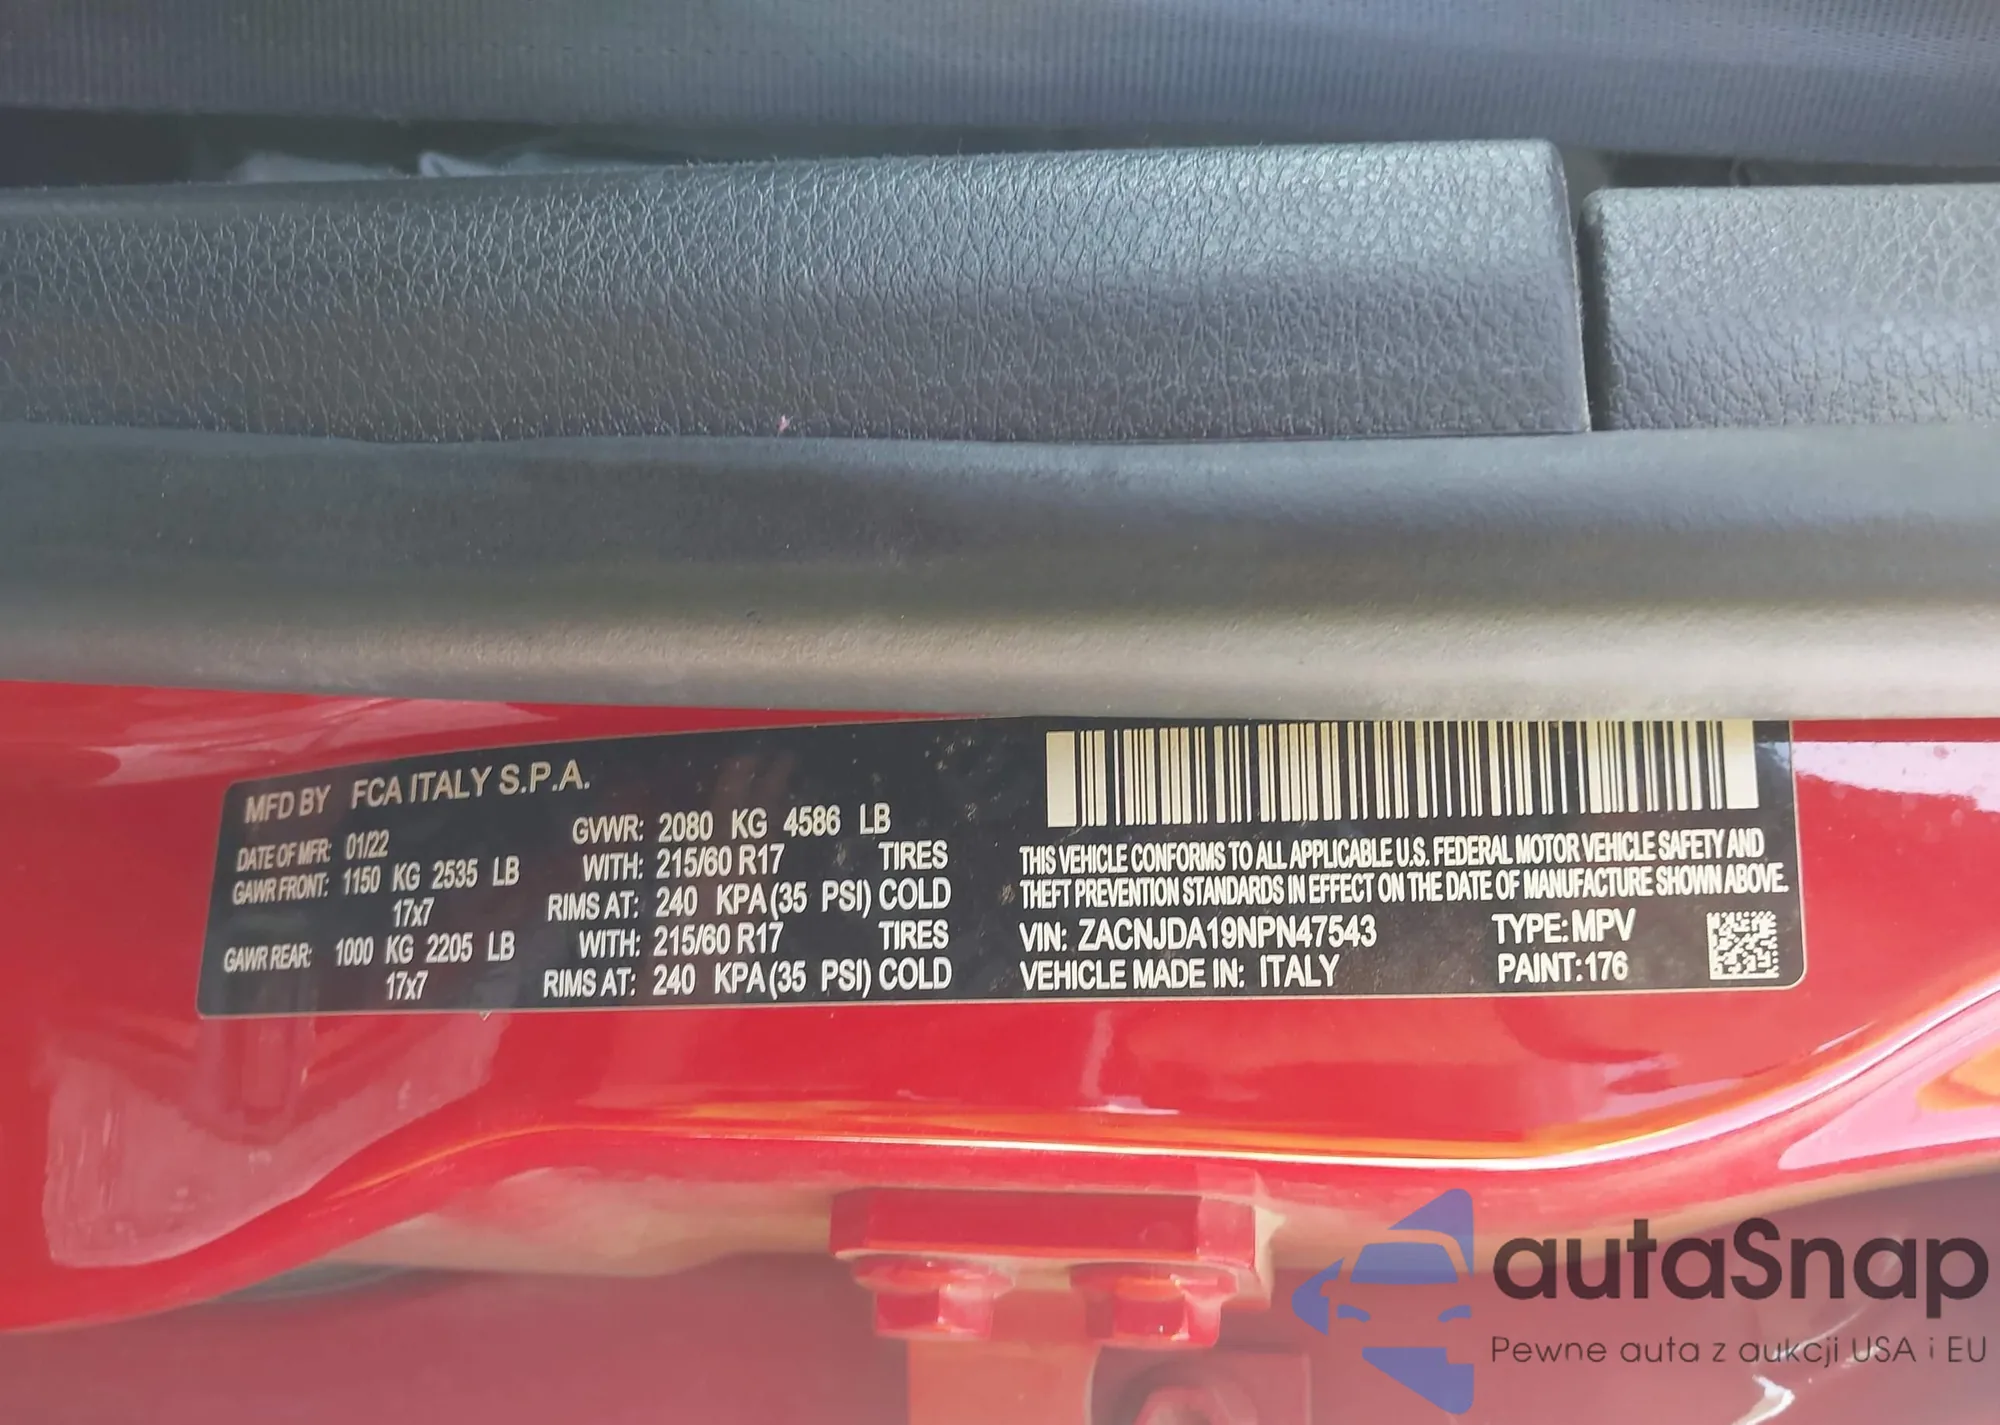 MFD BY FCA ITALY S.P.A.
DATE OF MFR: 01/22 GVWR: 2080 KG 4586 LB
GAWR FRONT: 1150 KG 2535 LB WITH: 215/60 R17 TIRES
17x7 RIMS AT: 240 KPA (35 PSI) COLD
GAWR REAR: 1000 KG 2205 LB WITH: 215/60 R17 TIRES
17x7 RIMS AT: 240 KPA (35 PSI) COLD
THIS VEHICLE CONFORMS TO ALL APPLICABLE U.S. FEDERAL MOTOR VEHICLE SAFETY AND
THEFT PREVENTION STANDARDS IN EFFECT ON THE DATE OF MANUFACTURE SHOWN ABOVE.
VIN: ZACNJDA19NPN47543 TYPE: MPV
VEHICLE MADE IN: ITALY PAINT: 176
autaSnap
Pewne auta z aukcji USA i EU